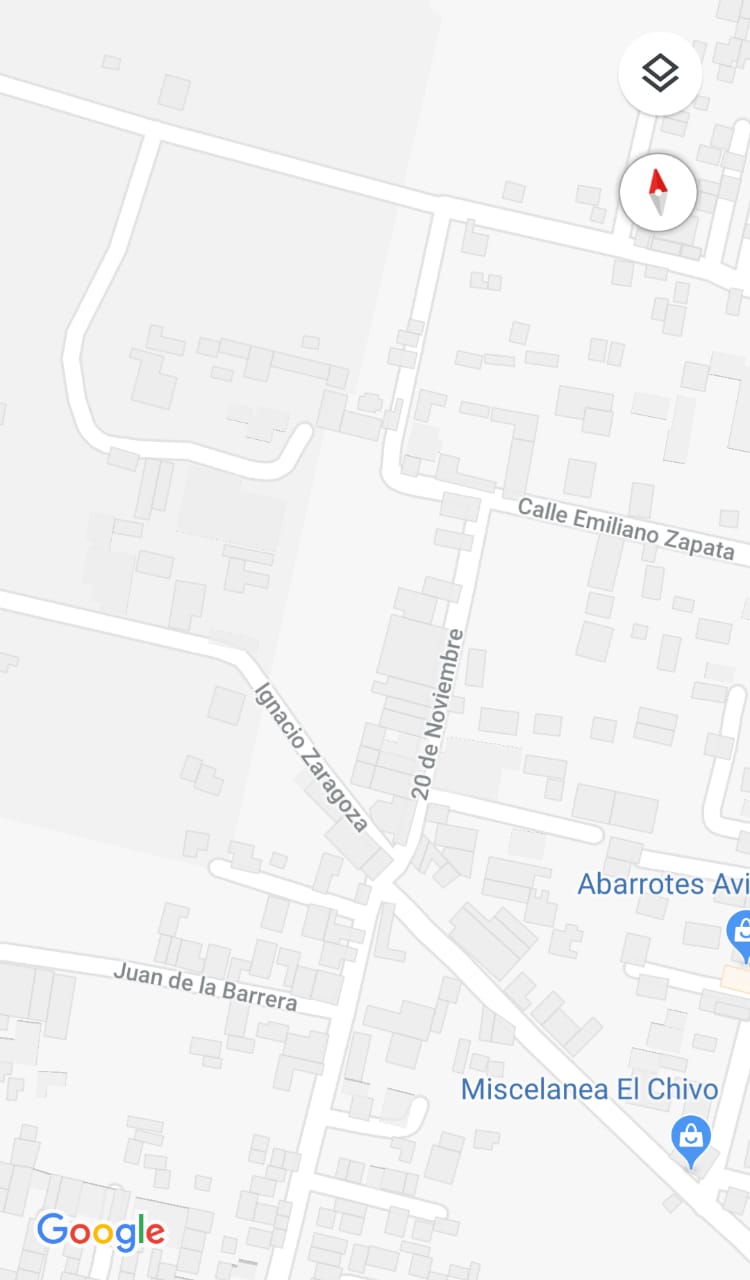 Calle Emiliano Zapata
20 de Noviembre
Ignacio Zaragoza
Abarrotes Avi
Juan de la Barrera
Miscelanea El Chivo
Google